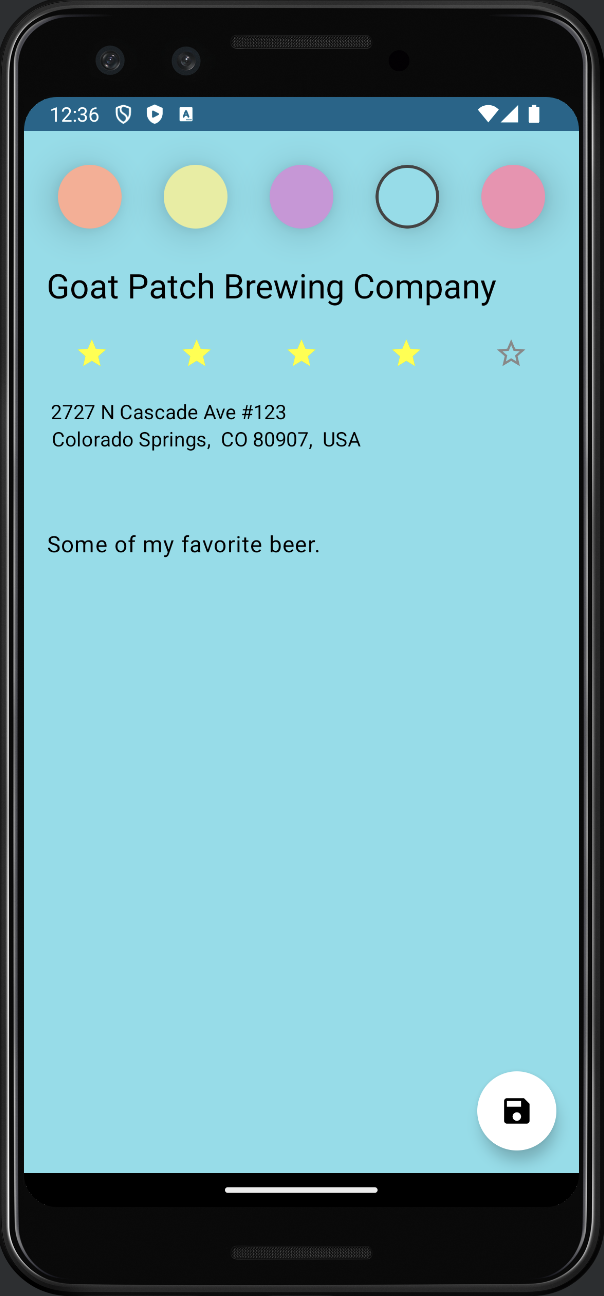 12:36
Goat Patch Brewing Company
2727 N Cascade Ave #123
Colorado Springs, CO 80907, USA
Some of my favorite beer.